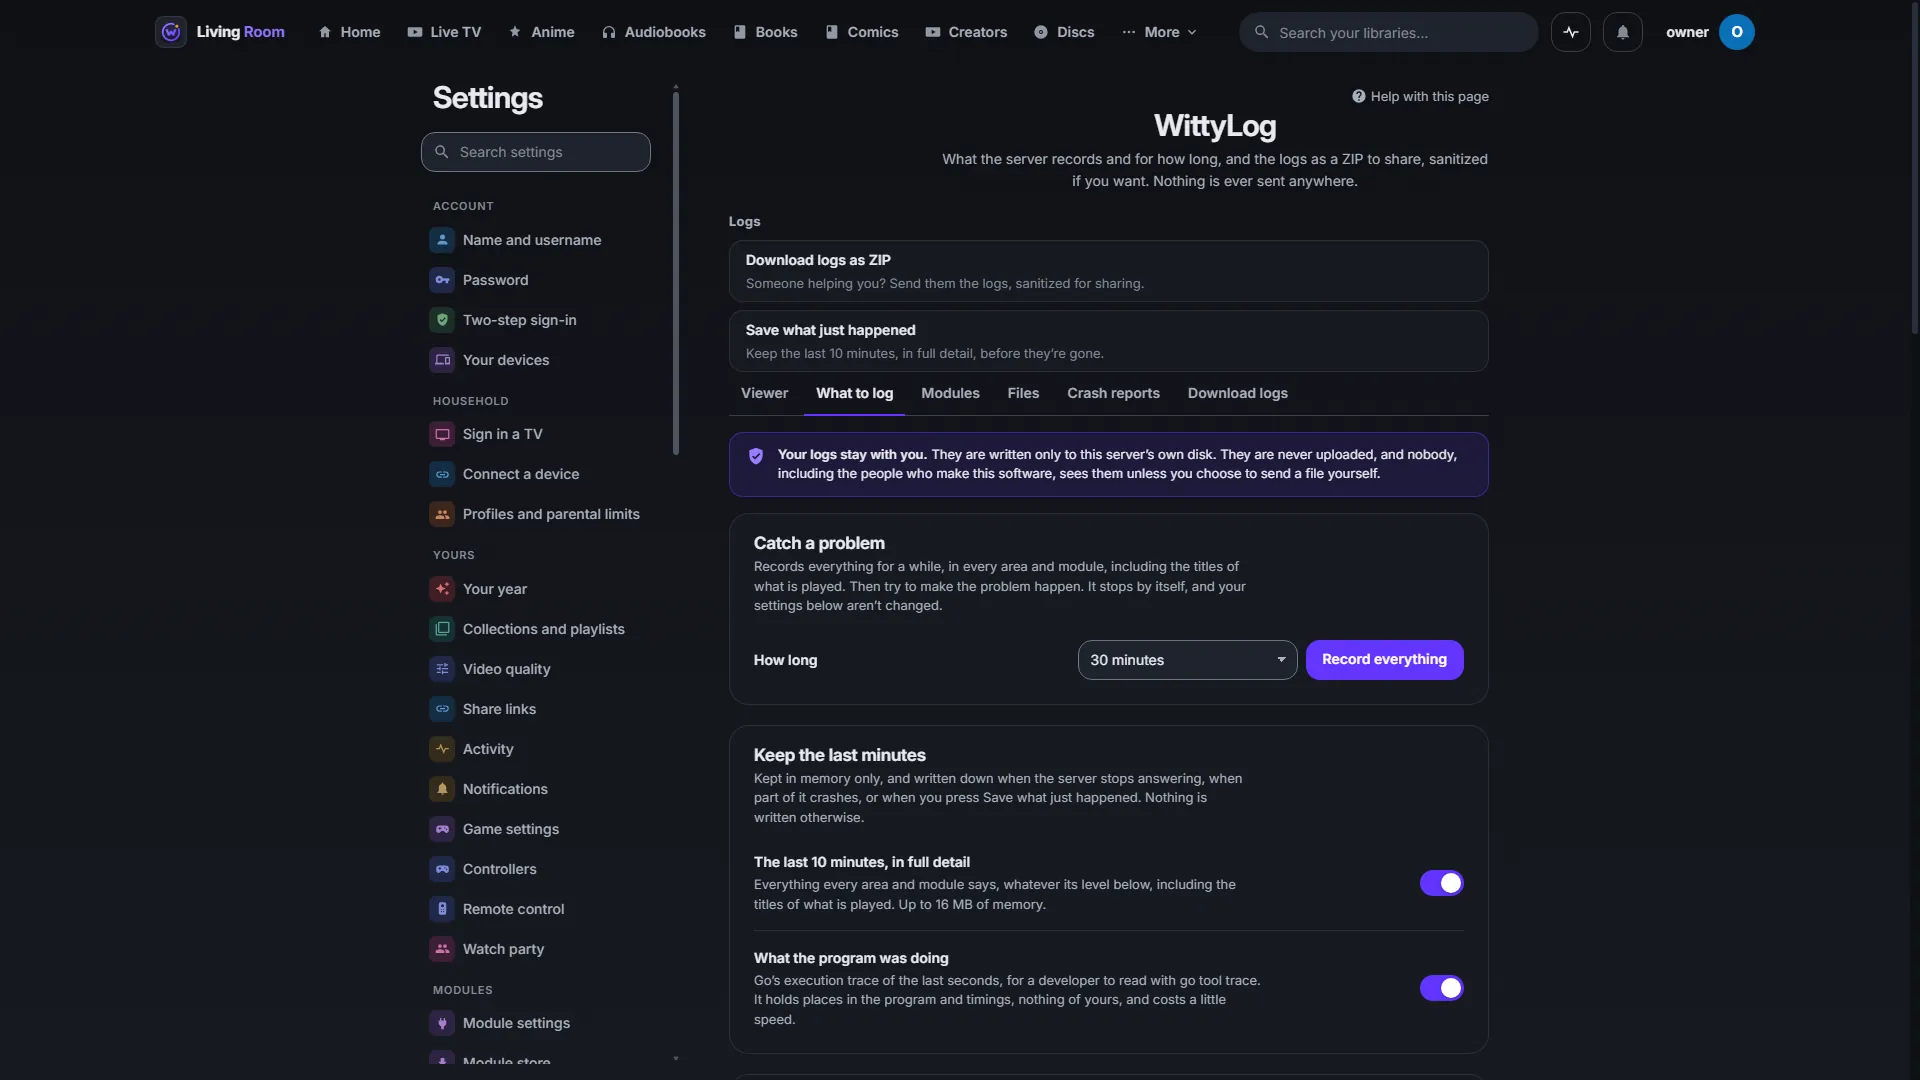 Living Room
Home
Live TV
Anime
Audiobooks
Books
Comics
Creators
Discs
More
Search your libraries...
owner
O
Settings
Search settings
ACCOUNT
Name and username
Password
Two-step sign-in
Your devices
HOUSEHOLD
Sign in a TV
Connect a device
Profiles and parental limits
YOURS
Your year
Collections and playlists
Video quality
Share links
Activity
Notifications
Game settings
Controllers
Remote control
Watch party
MODULES
Module settings
Module store
Help with this page
WittyLog
What the server records and for how long, and the logs as a ZIP to share, sanitized
if you want. Nothing is ever sent anywhere.
Logs
Download logs as ZIP
Someone helping you? Send them the logs, sanitized for sharing.
Save what just happened
Keep the last 10 minutes, in full detail, before they’re gone.
Viewer
What to log
Modules
Files
Crash reports
Download logs
Your logs stay with you. They are written only to this server’s own disk. They are never uploaded, and nobody,
including the people who make this software, sees them unless you choose to send a file yourself.
Catch a problem
Records everything for a while, in every area and module, including the titles of
what is played. Then try to make the problem happen. It stops by itself, and your
settings below aren’t changed.
How long
30 minutes
Record everything
Keep the last minutes
Kept in memory only, and written down when the server stops answering, when
part of it crashes, or when you press Save what just happened. Nothing is
written otherwise.
The last 10 minutes, in full detail
Everything every area and module says, whatever its level below, including the
titles of what is played. Up to 16 MB of memory.
What the program was doing
Go’s execution trace of the last seconds, for a developer to read with go tool trace.
It holds places in the program and timings, nothing of yours, and costs a little
speed.